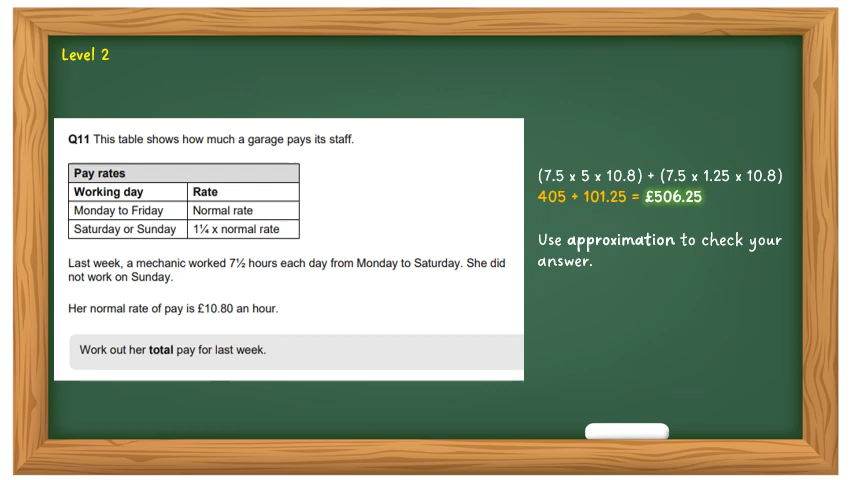 Level 2
Q11 This table shows how much a garage pays its staff.
Pay rates
Working day Rate
Monday to Friday Normal rate
Saturday or Sunday 1¼ x normal rate
Last week, a mechanic worked 7½ hours each day from Monday to Saturday. She did
not work on Sunday.
Her normal rate of pay is £10.80 an hour.
Work out her total pay for last week.
(7.5 x 5 x 10.8) + (7.5 x 1.25 x 10.8)
405 + 101.25 = £506.25
Use approximation to check your
answer.